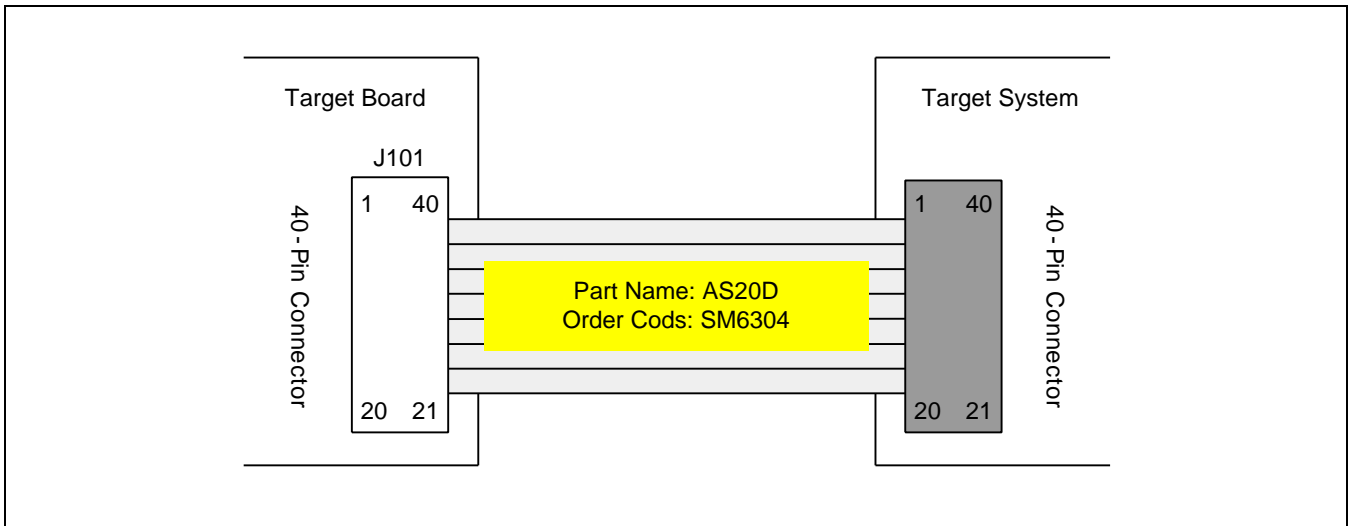 Target Board
J101
1 40
20 21
40 - Pin Connector
Part Name: AS20D
Order Cods: SM6304
Target System
1 40
20 21
40 - Pin Connector